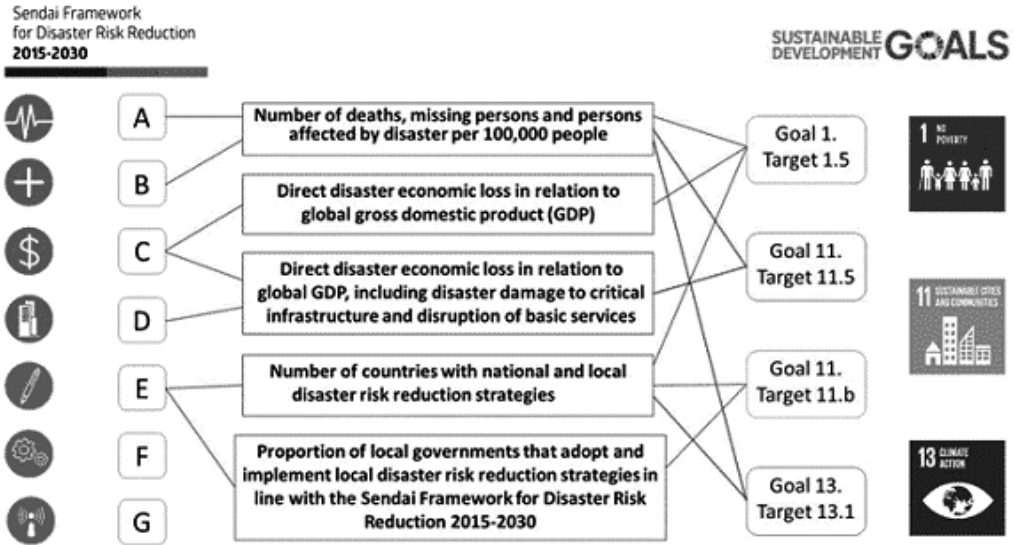 Sendai Framework
for Disaster Risk Reduction
2015-2030
SUSTAINABLE
DEVELOPMENT
GOALS
A
B
C
D
E
F
G
Number of deaths, missing persons and persons
affected by disaster per 100,000 people
Direct disaster economic loss in relation to
global gross domestic product (GDP)
Direct disaster economic loss in relation to
global GDP, including disaster damage to critical
infrastructure and disruption of basic services
Number of countries with national and local
disaster risk reduction strategies
Proportion of local governments that adopt and
implement local disaster risk reduction strategies in
line with the Sendai Framework for Disaster Risk
Reduction 2015-2030
Goal 1.
Target 1.5
Goal 11.
Target 11.5
Goal 11.
Target 11.b
Goal 13.
Target 13.1
1 NO
POVERTY
11 SUSTAINABLE CITIES
AND COMMUNITIES
13 CLIMATE
ACTION